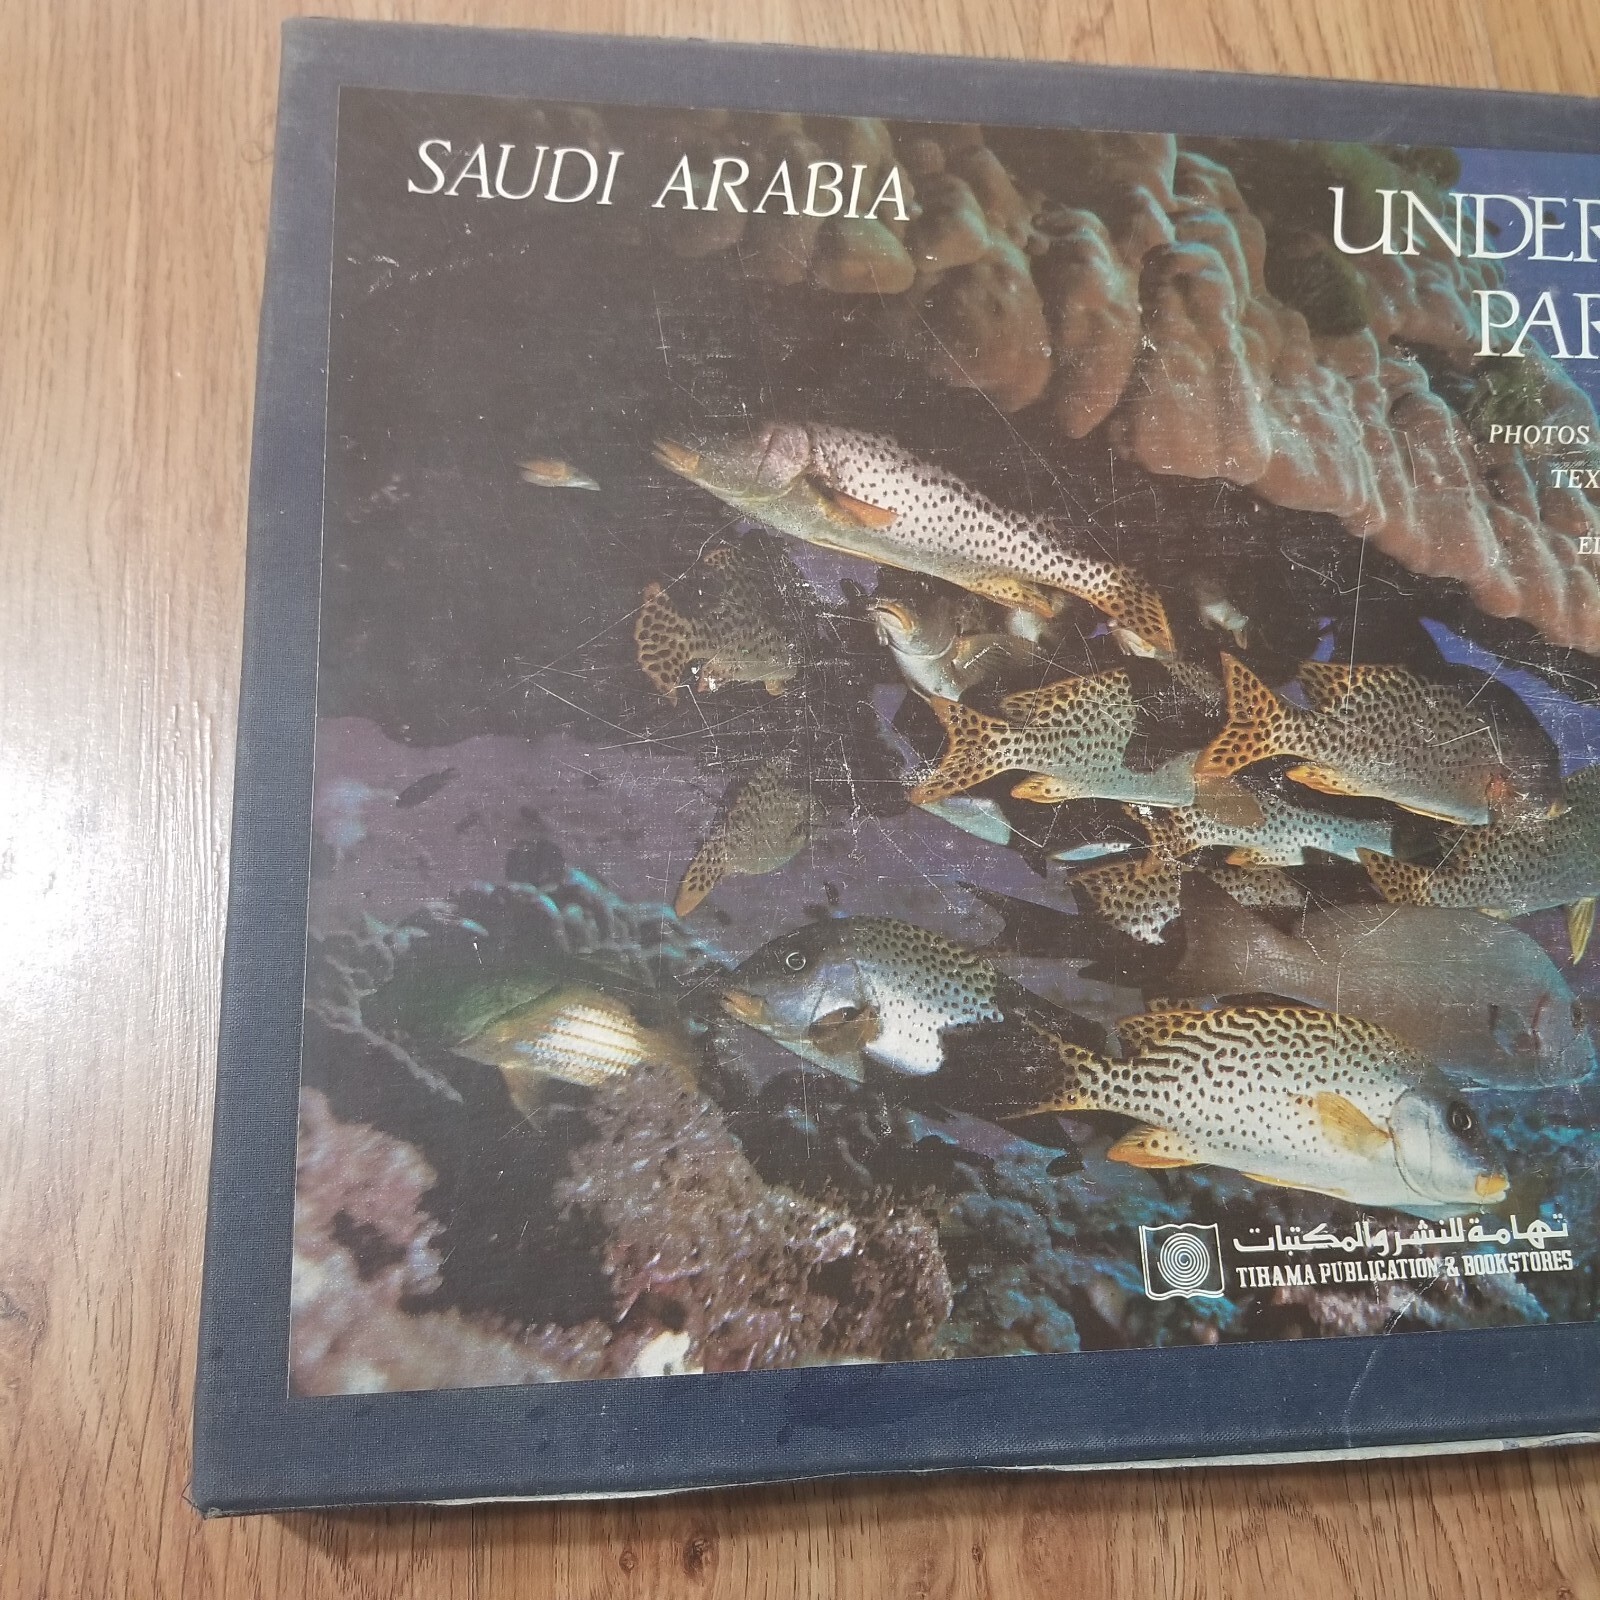 SAUDI ARABIA
UNDER
PAR
PHOTOS
TEX
تهامة للنشر والمكتبات
TIHAMA PUBLICATION & BOOKSTORES